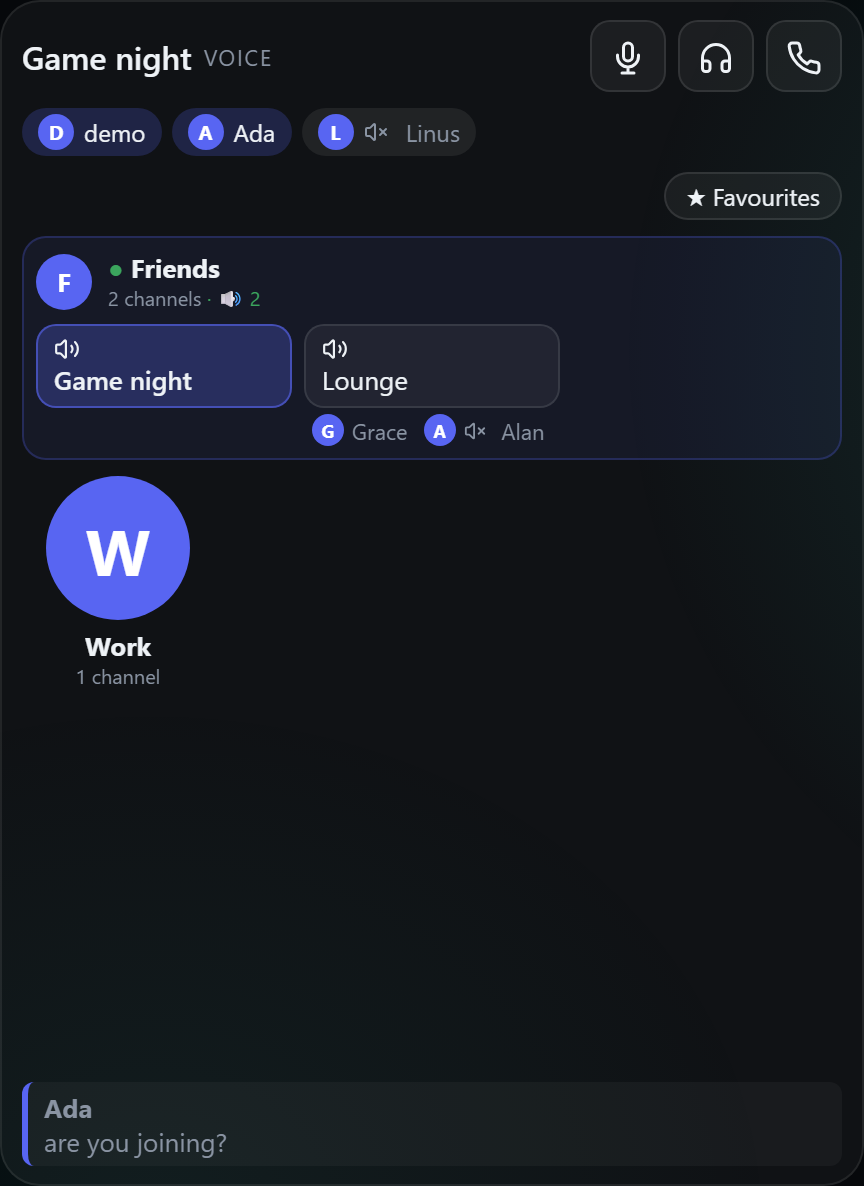 Game night VOICE
D demo A Ada L Linus
★ Favourites
F
Friends
2 channels · 2
Game night
Lounge
G Grace A Alan
W
Work
1 channel
Ada
are you joining?